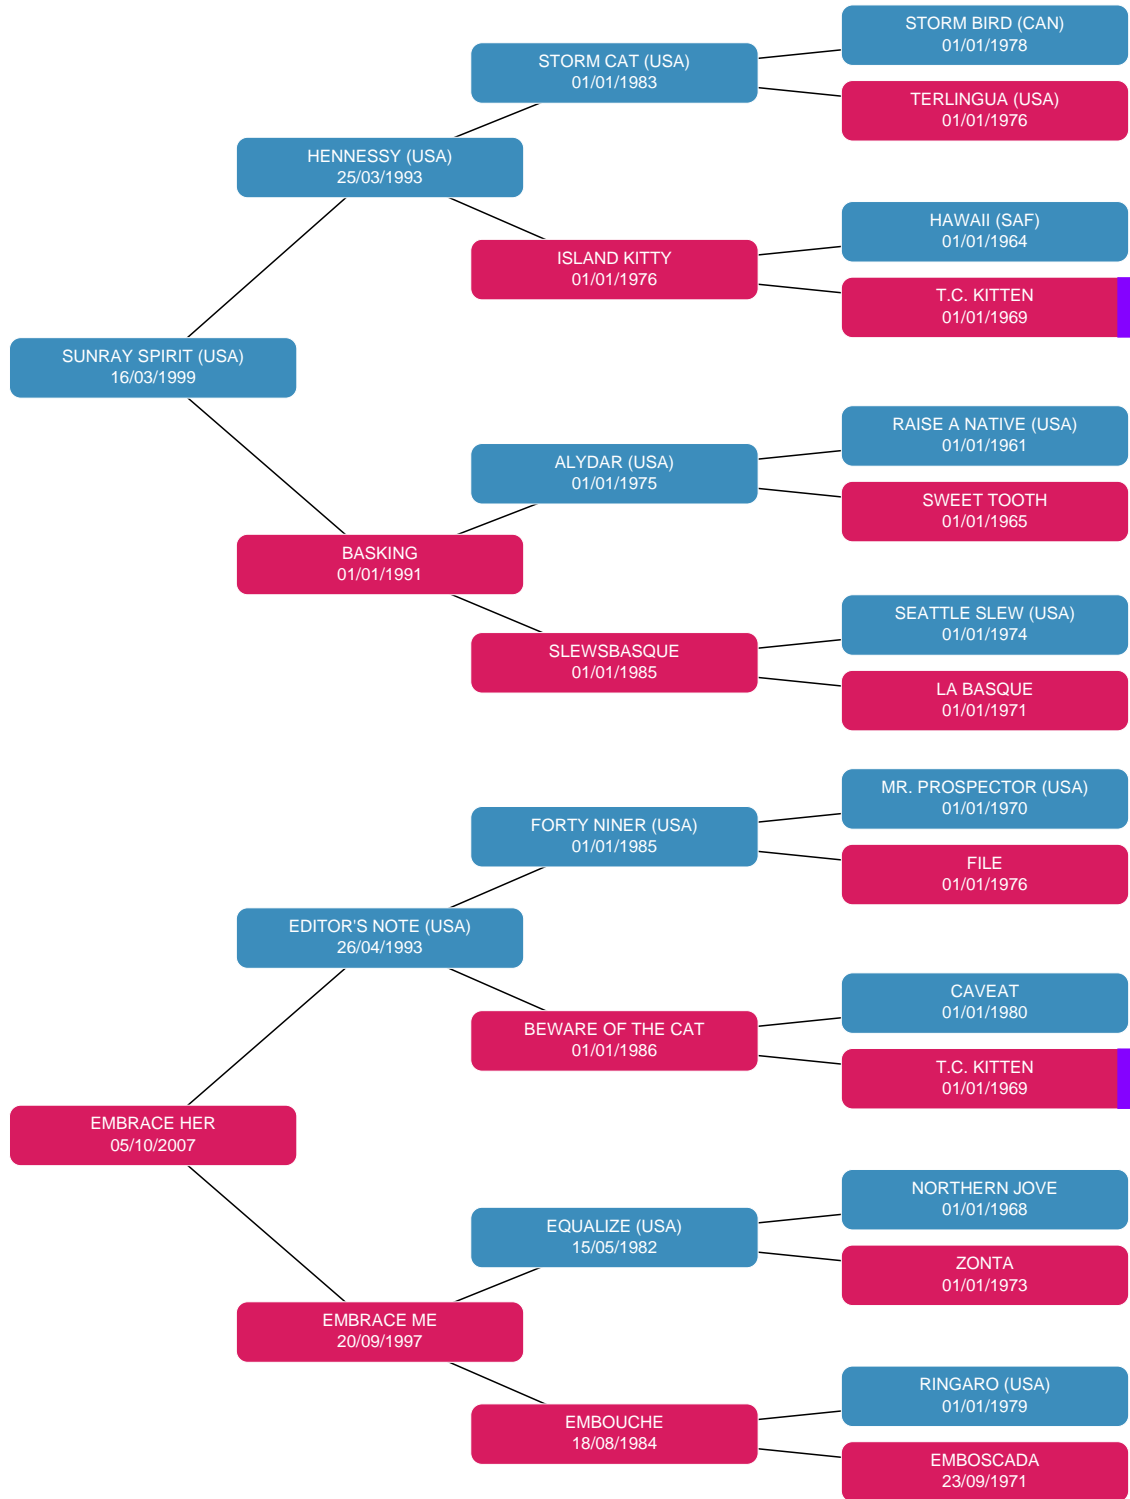 STORM BIRD (CAN)
01/01/1978
STORM CAT (USA)
01/01/1983
TERLINGUA (USA)
01/01/1976
HENNESSY (USA)
25/03/1993
HAWAII (SAF)
01/01/1964
ISLAND KITTY
01/01/1976
T.C. KITTEN
01/01/1969
SUNRAY SPIRIT (USA)
16/03/1999
RAISE A NATIVE (USA)
01/01/1961
ALYDAR (USA)
01/01/1975
SWEET TOOTH
01/01/1965
BASKING
01/01/1991
SEATTLE SLEW (USA)
01/01/1974
SLEWSBASQUE
01/01/1985
LA BASQUE
01/01/1971
MR. PROSPECTOR (USA)
01/01/1970
FORTY NINER (USA)
01/01/1985
FILE
01/01/1976
EDITOR'S NOTE (USA)
26/04/1993
CAVEAT
01/01/1980
BEWARE OF THE CAT
01/01/1986
T.C. KITTEN
01/01/1969
EMBRACE HER
05/10/2007
NORTHERN JOVE
01/01/1968
EQUALIZE (USA)
15/05/1982
ZONTA
01/01/1973
EMBRACE ME
20/09/1997
RINGARO (USA)
01/01/1979
EMBOUCHE
18/08/1984
EMBOSCADA
23/09/1971